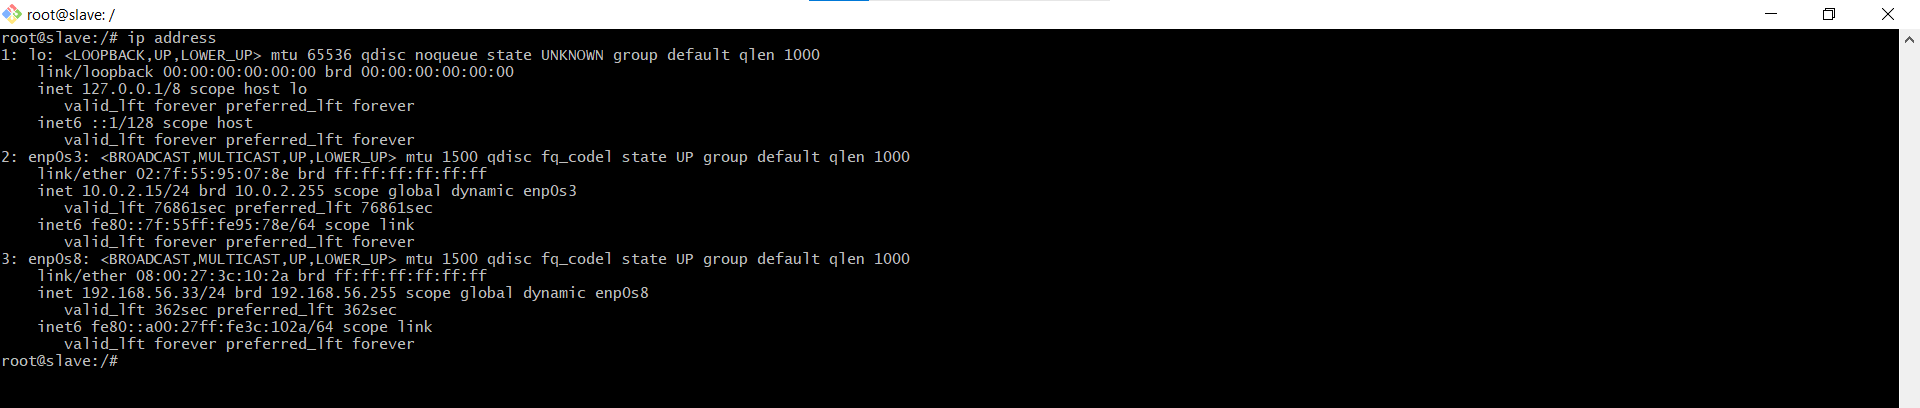 root@slave: /
root@slave:/# ip address
1: lo: <LOOPBACK,UP,LOWER_UP> mtu 65536 qdisc noqueue state UNKNOWN group default qlen 1000
    link/loopback 00:00:00:00:00:00 brd 00:00:00:00:00:00
    inet 127.0.0.1/8 scope host lo
       valid_lft forever preferred_lft forever
    inet6 ::1/128 scope host
       valid_lft forever preferred_lft forever
2: enp0s3: <BROADCAST,MULTICAST,UP,LOWER_UP> mtu 1500 qdisc fq_codel state UP group default qlen 1000
    link/ether 02:7f:55:95:07:8e brd ff:ff:ff:ff:ff:ff
    inet 10.0.2.15/24 brd 10.0.2.255 scope global dynamic enp0s3
       valid_lft 76861sec preferred_lft 76861sec
    inet6 fe80::7f:55ff:fe95:78e/64 scope link
       valid_lft forever preferred_lft forever
3: enp0s8: <BROADCAST,MULTICAST,UP,LOWER_UP> mtu 1500 qdisc fq_codel state UP group default qlen 1000
    link/ether 08:00:27:3c:10:2a brd ff:ff:ff:ff:ff:ff
    inet 192.168.56.33/24 brd 192.168.56.255 scope global dynamic enp0s8
       valid_lft 362sec preferred_lft 362sec
    inet6 fe80::a00:27ff:fe3c:102a/64 scope link
       valid_lft forever preferred_lft forever
root@slave:/#